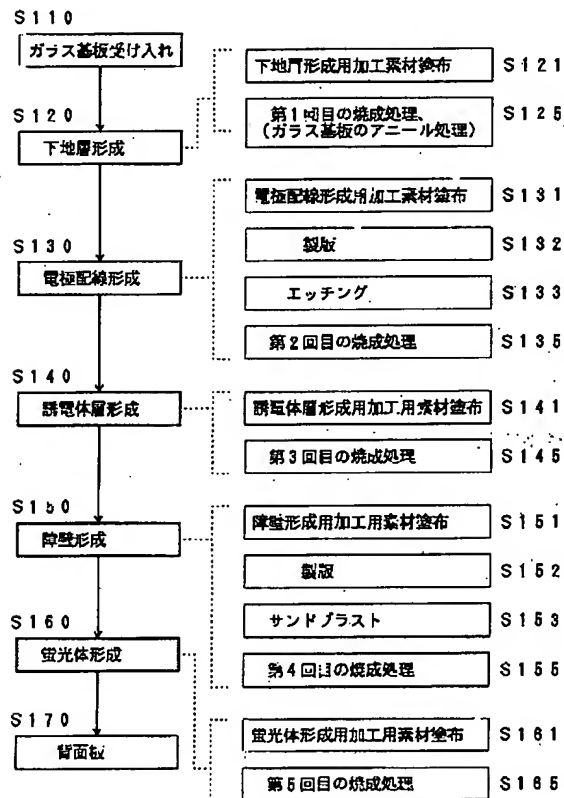 S110
ガラス基板受け入れ
S120
下地層形成
下地層形成用加工素材塗布 S121
第1回目の焼成処理、
(ガラス基板のアニール処理) S125
S130
電極配線形成
電極配線形成用加工素材塗布 S131
製版 S132
エッチング S133
第2回目の焼成処理 S135
S140
誘電体層形成
誘電体層形成用加工用素材塗布 S141
第3回目の焼成処理 S145
S150
障壁形成
障壁形成用加工用素材塗布 S151
製版 S152
サンドブラスト S153
第4回目の焼成処理 S155
S160
蛍光体形成
蛍光体形成用加工用素材塗布 S161
第5回目の焼成処理 S165
S170
背面板